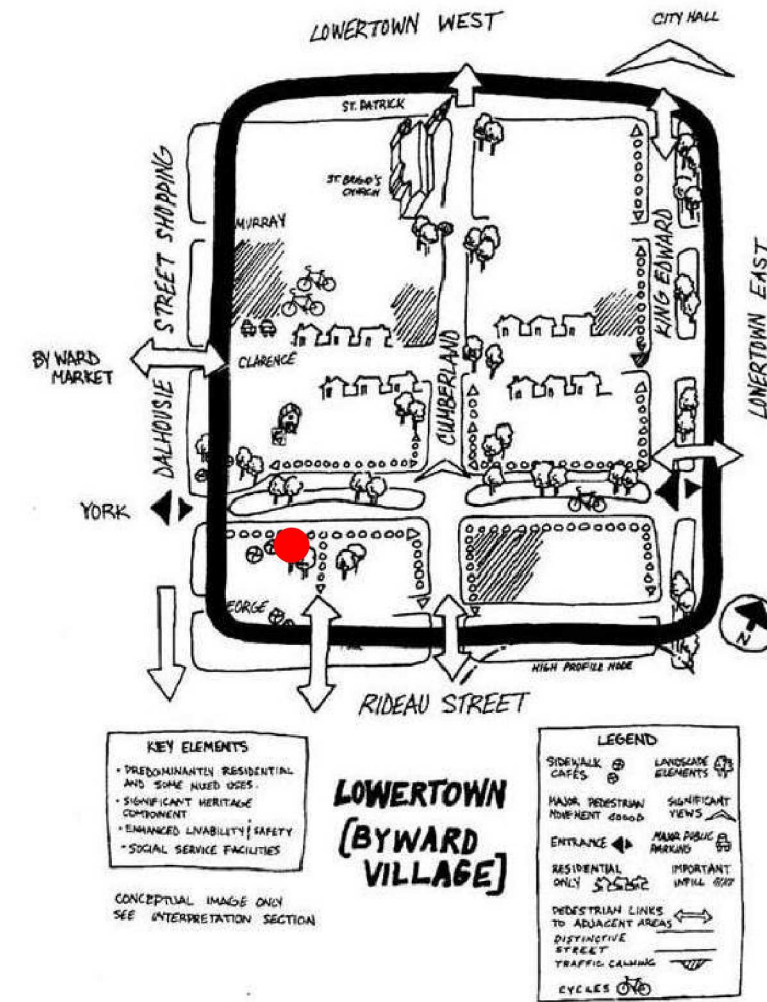 LOWERTOWN WEST
CITY HALL
ST. PATRICK
ST BRIGID'S
CHURCH
DALHOUSIE STREET SHOPPING
MURRAY
KING EDWARD
LOWERTOWN EAST
BY WARD
MARKET
CLARENCE
CUMBERLAND
YORK
EORGE
N
HIGH PROFILE NODE
RIDEAU STREET
KEY ELEMENTS
• PREDOMINANTLY RESIDENTIAL
AND SOME MIXED USES.
• SIGNIFICANT HERITAGE
COMPONENT
• ENHANCED LIVABILITY / SAFETY
• SOCIAL SERVICE FACILITIES
CONCEPTUAL IMAGE ONLY
SEE INTERPRETATION SECTION
LOWERTOWN
[BYWARD
VILLAGE]
LEGEND
SIDEWALK
CAFES
LANDSCAPE
ELEMENTS
MAJOR PEDESTRIAN
MOVEMENT
SIGNIFICANT
VIEWS
ENTRANCE
MAJOR PUBLIC
PARKING
RESIDENTIAL
ONLY
IMPORTANT
INFILL
PEDESTRIAN LINKS
TO ADJACENT AREAS
DISTINCTIVE
STREET
TRAFFIC CALMING
CYCLES